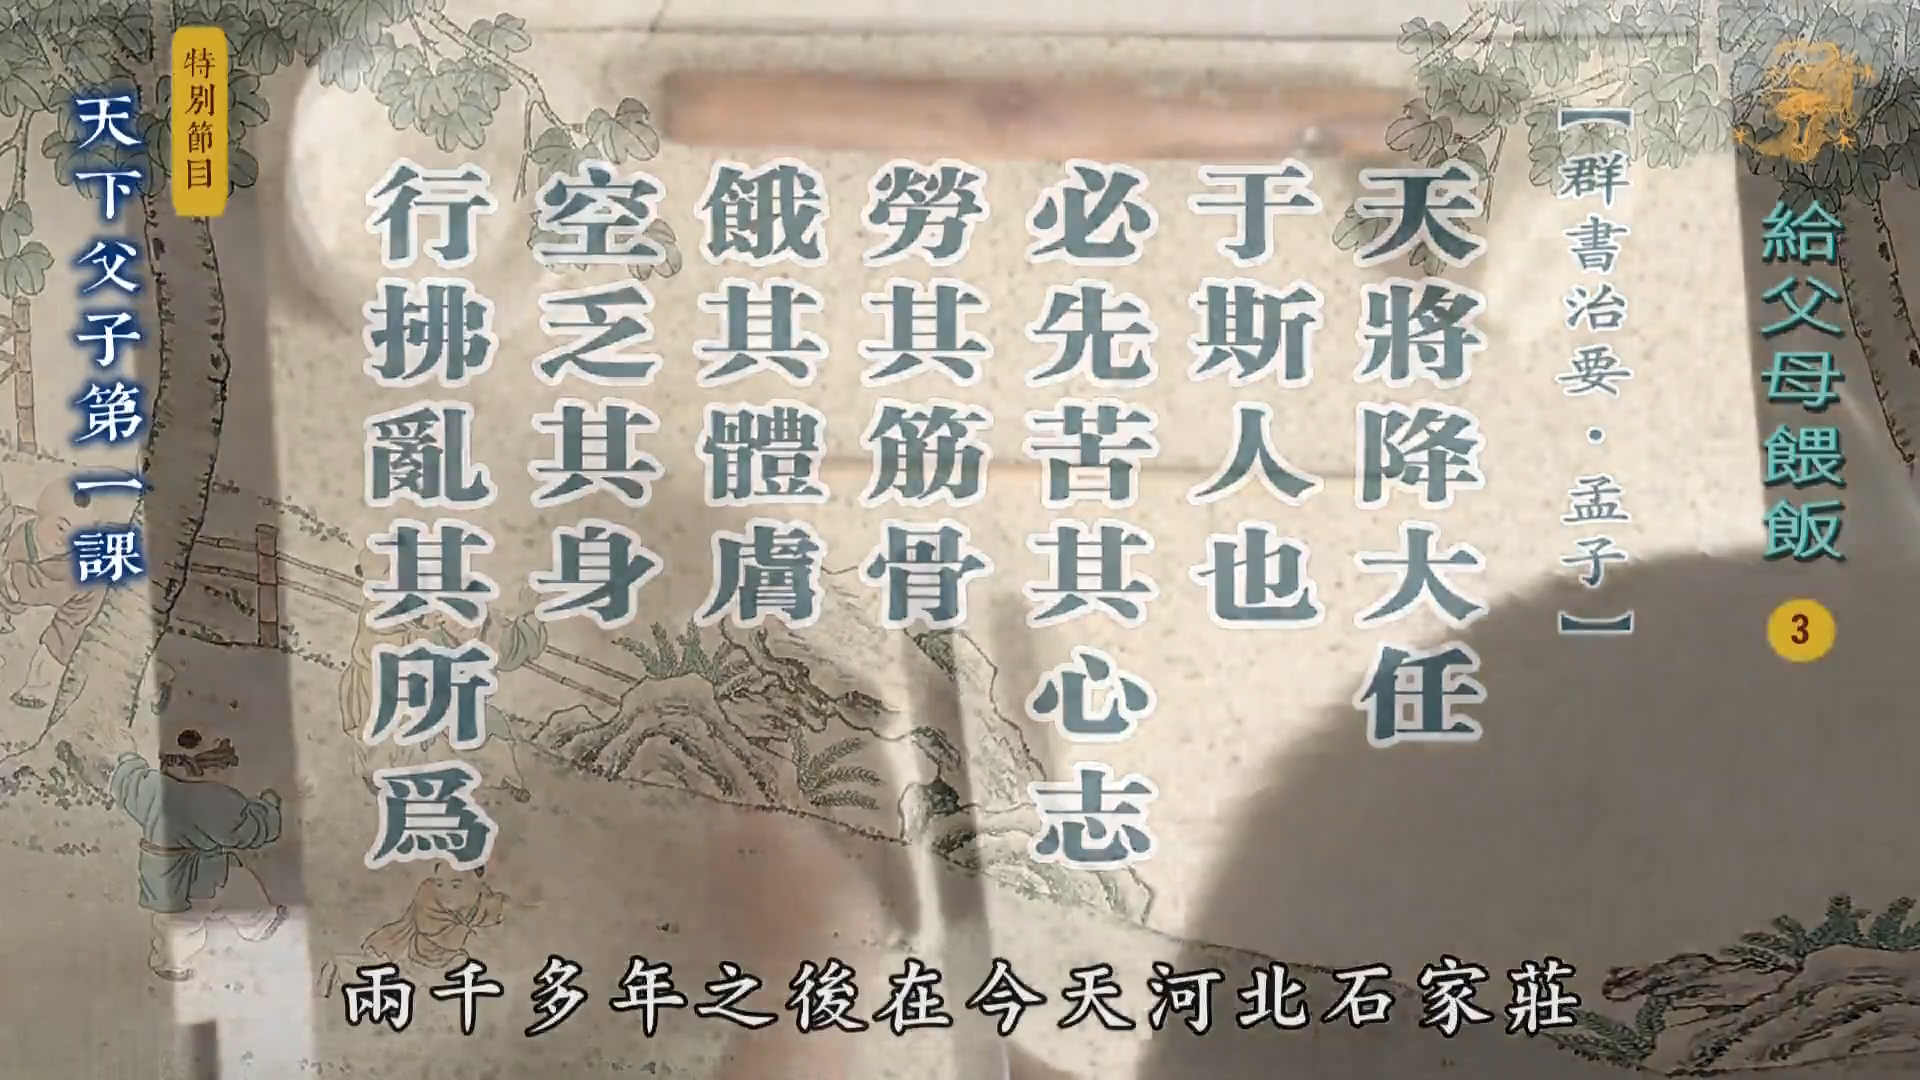 給父母餵飯
3
【群書治要·孟子】
天將降大任
于斯人也
必先苦其心志
勞其筋骨
餓其體膚
空乏其身
行拂亂其所爲
特別節目
天下父子第一課
兩千多年之後在今天河北石家莊